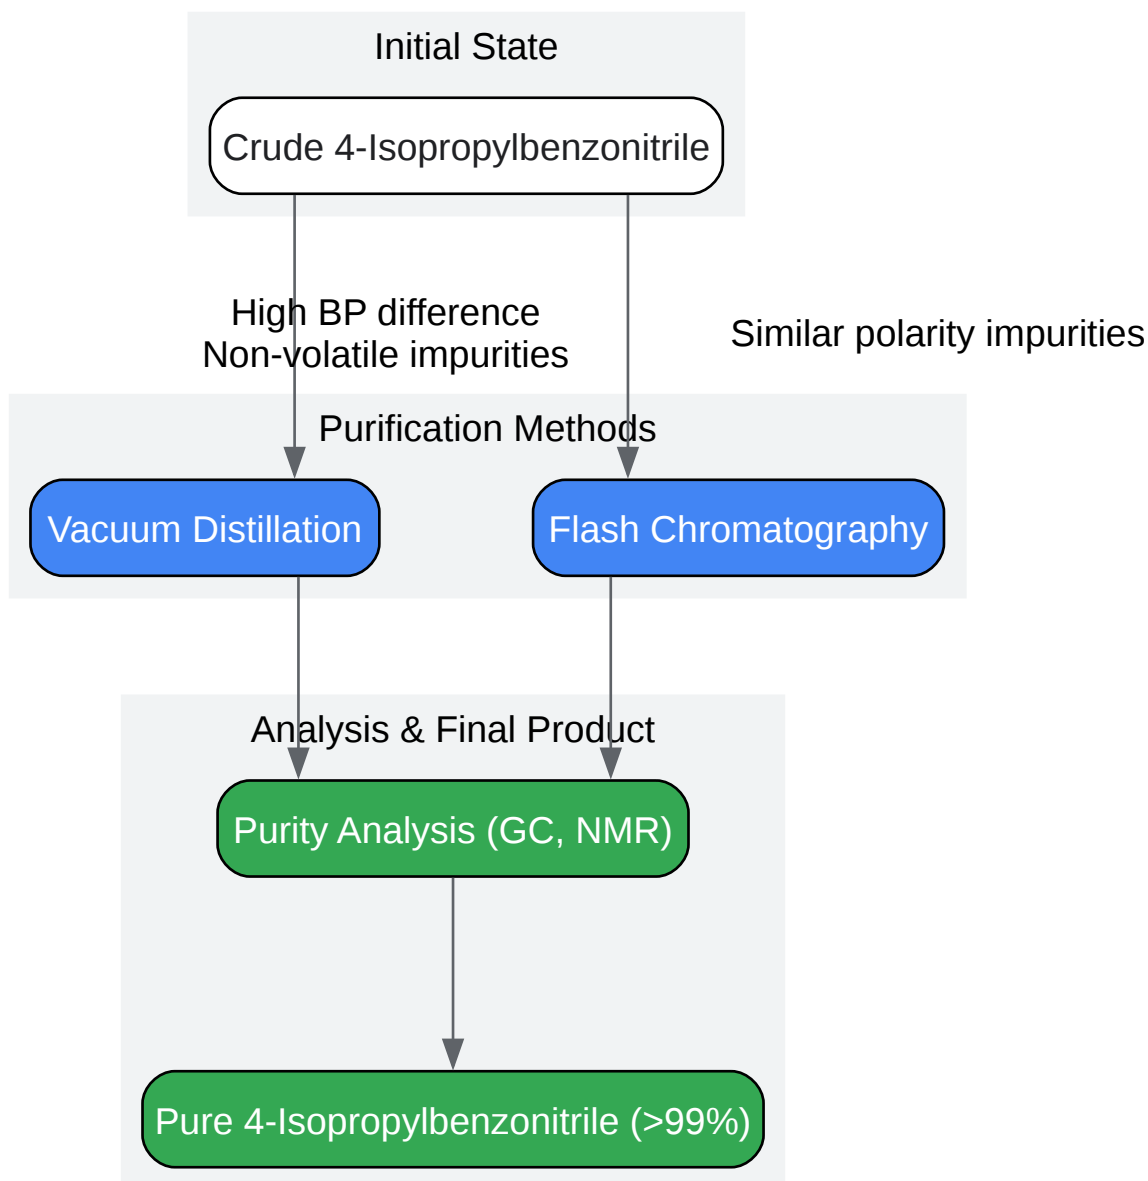 Initial State
Crude 4-Isopropylbenzonitrile
High BP difference
Non-volatile impurities
Similar polarity impurities
Purification Methods
Vacuum Distillation
Flash Chromatography
Analysis & Final Product
Purity Analysis (GC, NMR)
Pure 4-Isopropylbenzonitrile (>99%)